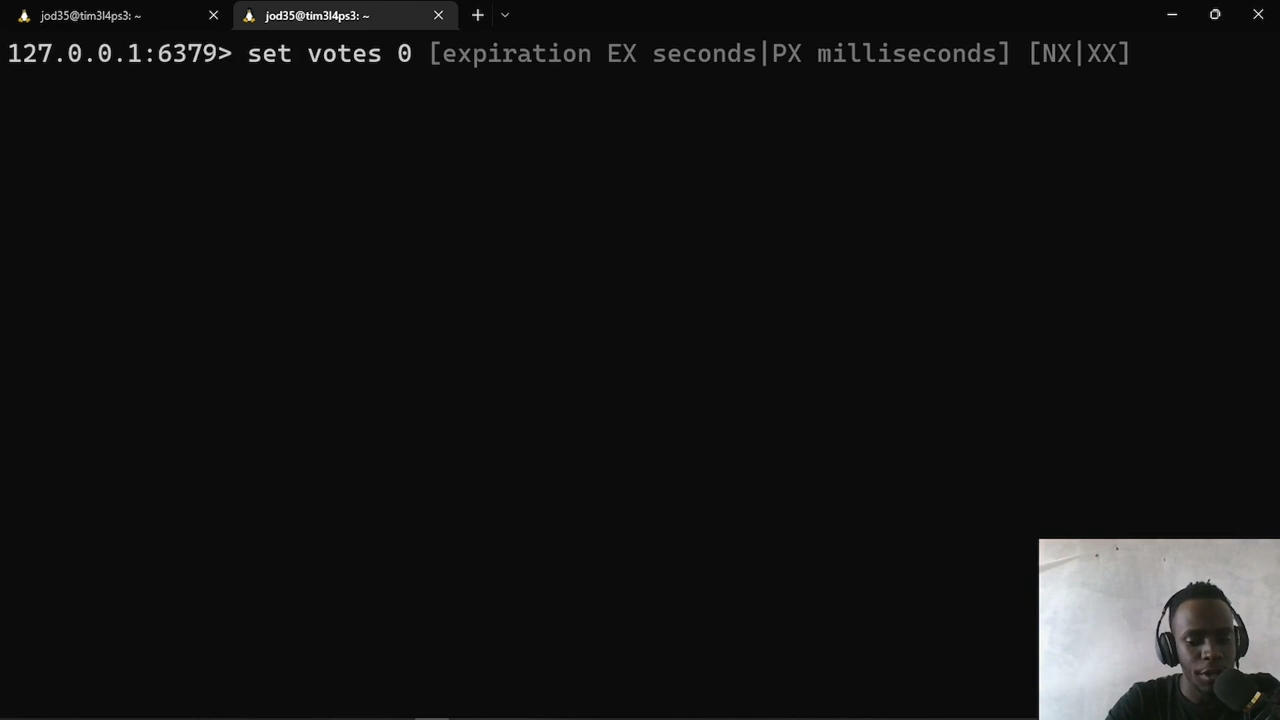 jod35@tim3l4ps3: ~
jod35@tim3l4ps3: ~
127.0.0.1:6379> set votes 0 [expiration EX seconds|PX milliseconds] [NX|XX]